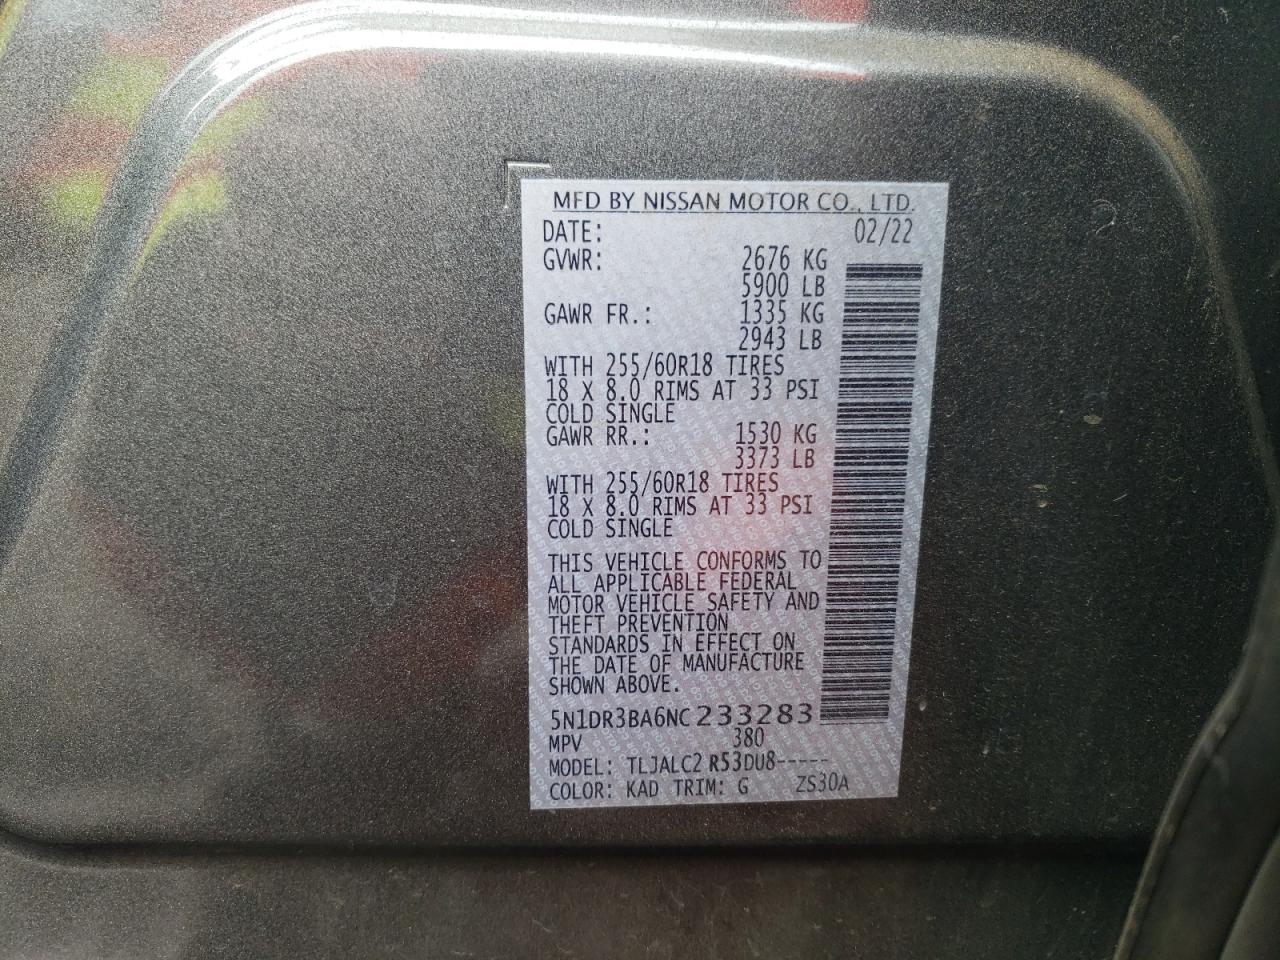 MFD BY NISSAN MOTOR CO., LTD.
DATE: 02/22
GVWR: 2676 KG
5900 LB
GAWR FR.: 1335 KG
2943 LB
WITH 255/60R18 TIRES
18 X 8.0 RIMS AT 33 PSI
COLD SINGLE
GAWR RR.: 1530 KG
3373 LB
WITH 255/60R18 TIRES
18 X 8.0 RIMS AT 33 PSI
COLD SINGLE
THIS VEHICLE CONFORMS TO
ALL APPLICABLE FEDERAL
MOTOR VEHICLE SAFETY AND
THEFT PREVENTION
STANDARDS IN EFFECT ON
THE DATE OF MANUFACTURE
SHOWN ABOVE.
5N1DR3BA6NC233283
MPV 380
MODEL: TLJALC2 R53DU8-----
COLOR: KAD TRIM: G ZS30A